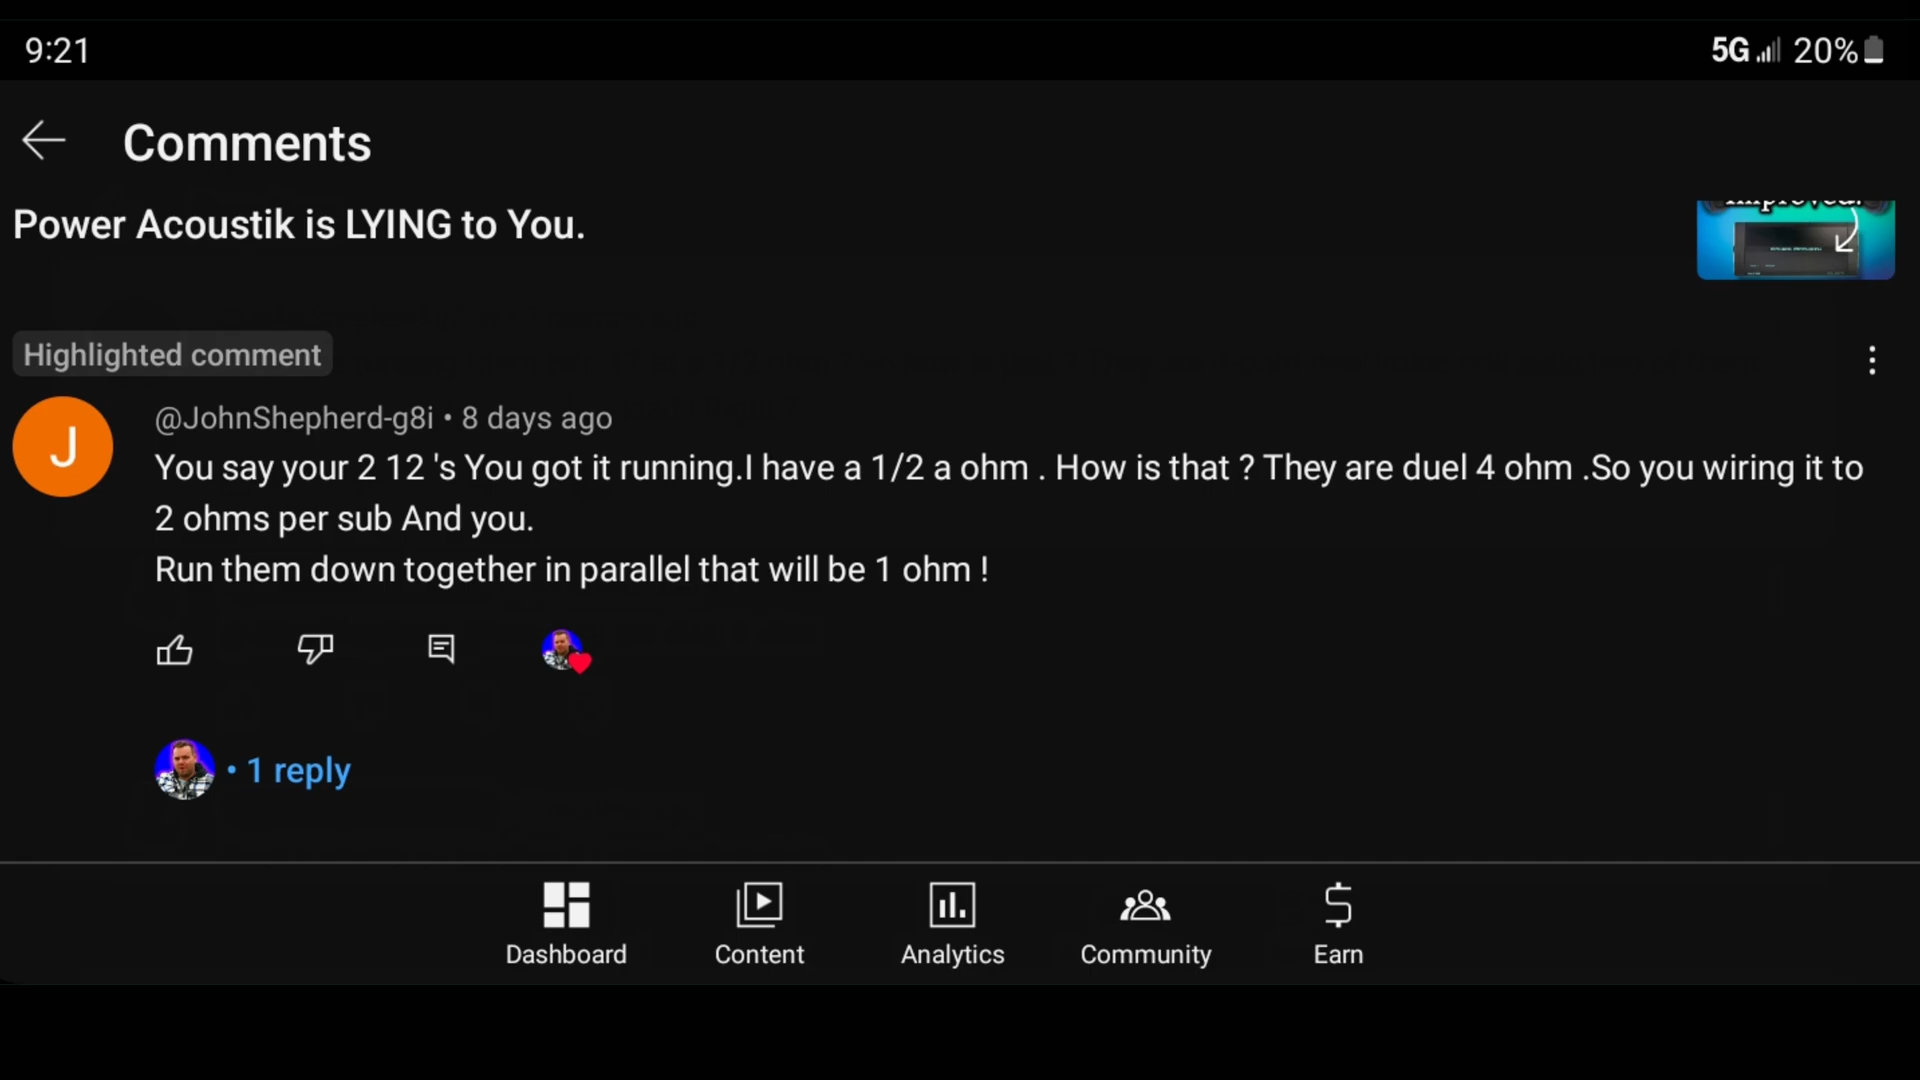 9:21
5G 20%
Comments
Power Acoustik is LYING to You.
Improved!
Highlighted comment
J
@JohnShepherd-g8i • 8 days ago
You say your 2 12 's You got it running.I have a 1/2 a ohm . How is that ? They are duel 4 ohm .So you wiring it to
2 ohms per sub And you.
Run them down together in parallel that will be 1 ohm !
• 1 reply
Dashboard
Content
Analytics
Community
Earn